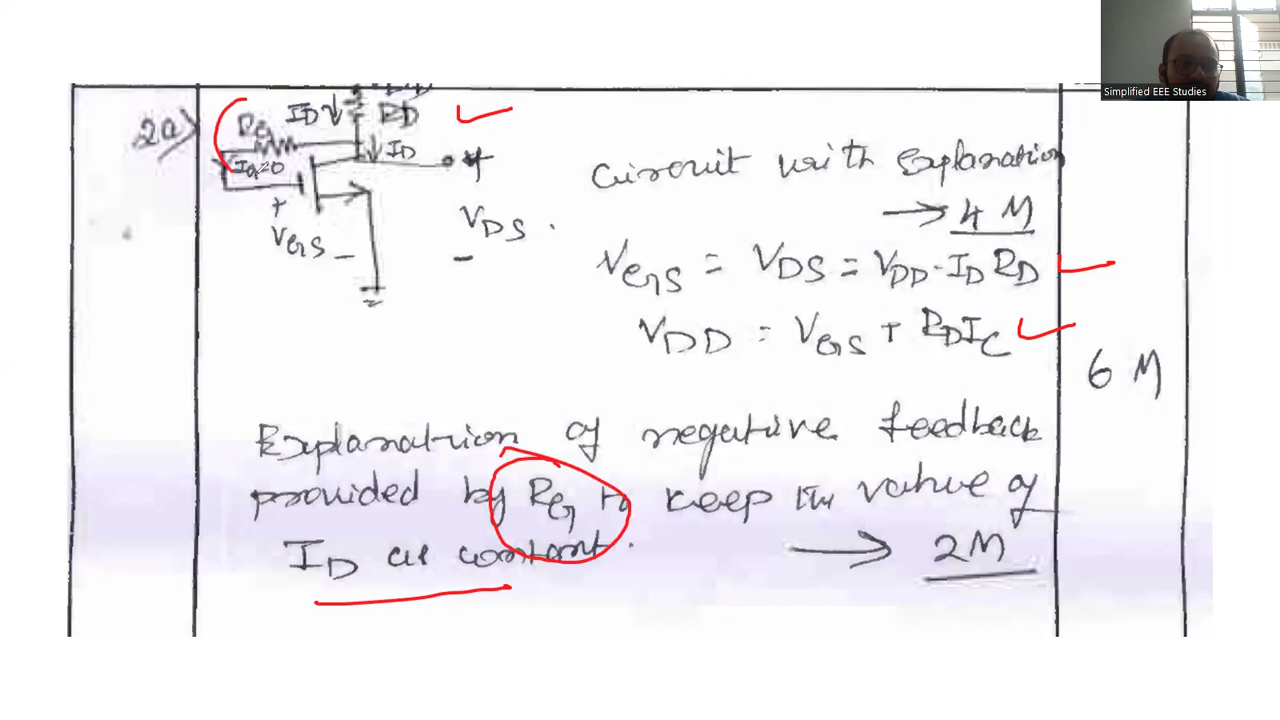 Simplified EEE Studies
2a)
ID↓
RD
RG
ID
IG=0
+
+
VGS
-
VDS
-
Circuit with Explanation
→ 4 M
VGS = VDS = VDD - ID RD
VDD = VGS + RDIC
6 M
Explanation of negative feedback
provided by RG to keep the value of
ID as constant.
→ 2M